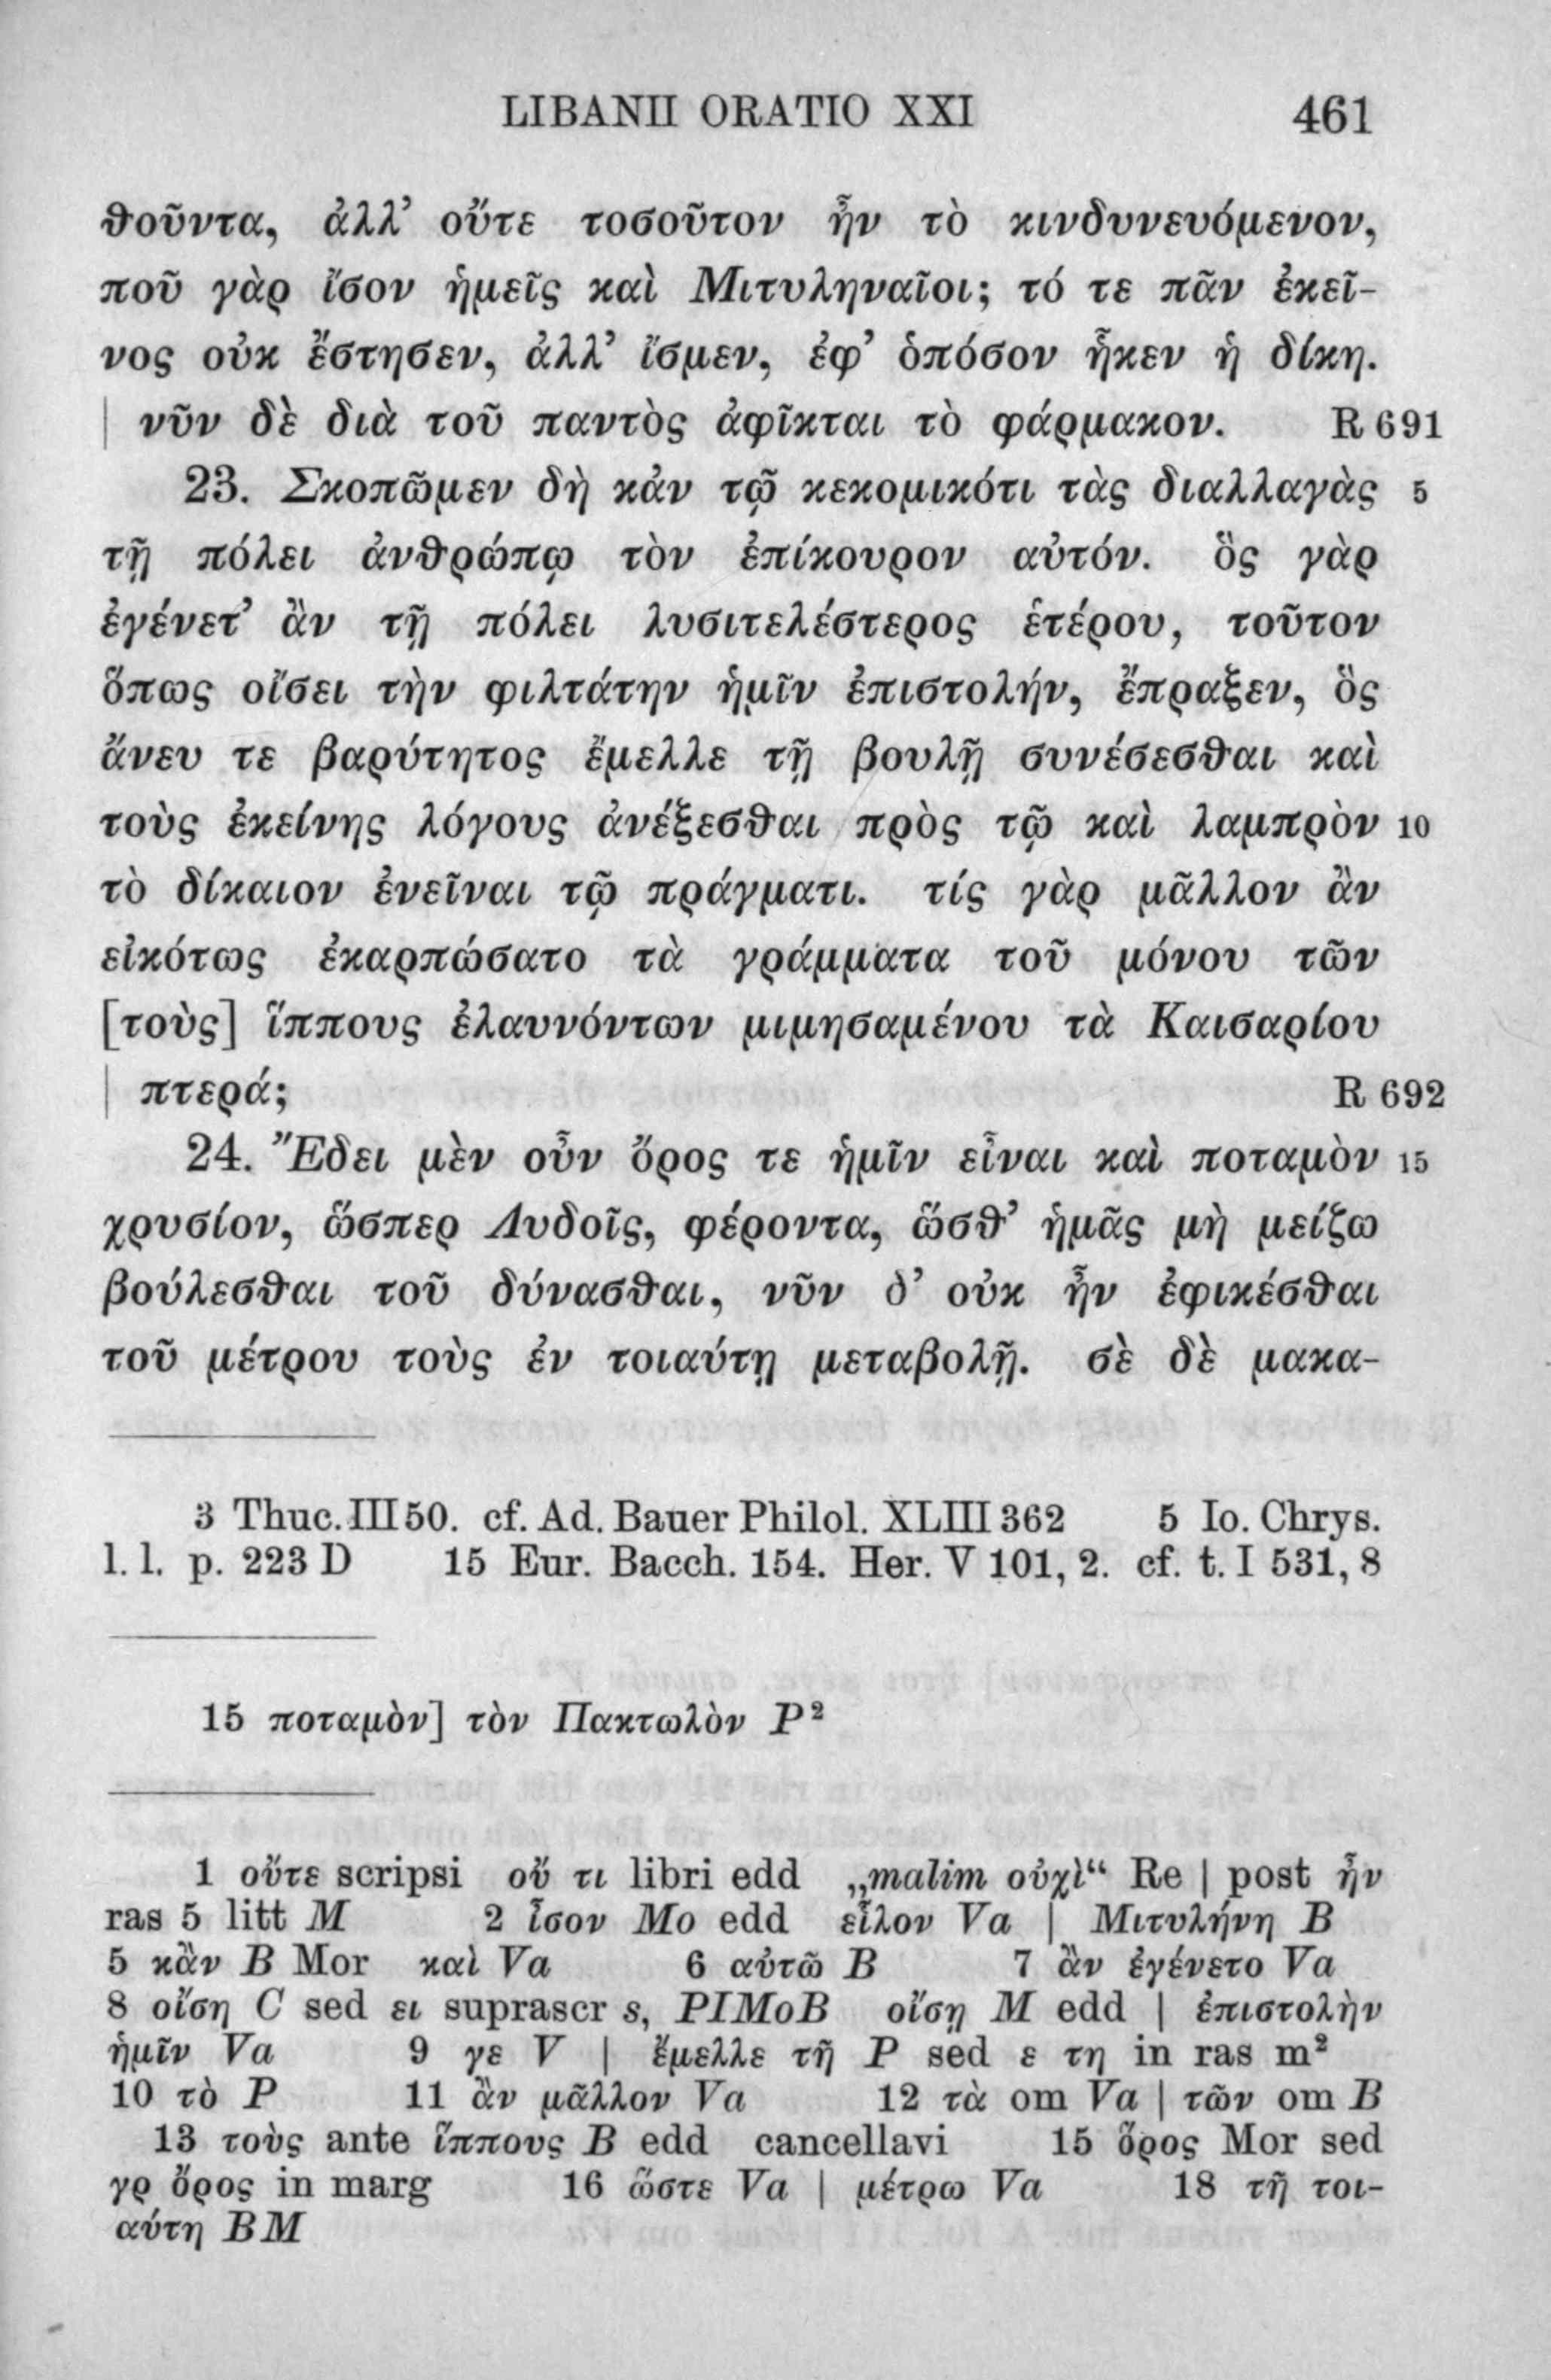 LIBANII ORATIO XXI 461
θοῦντα, ἀλλ' οὔτε τοσοῦτον ἦν τὸ κινδυνευόμενον,
ποῦ γὰρ ἴσον ἡμεῖς καὶ Μιτυληναῖοι; τό τε πᾶν ἐκεῖ-
νος οὐκ ἔστησεν, ἀλλ' ἴσμεν, ἐφ' ὁπόσον ἧκεν ἡ δίκη.
| νῦν δὲ διὰ τοῦ παντὸς ἀφῖκται τὸ φάρμακον. R 691
23. Σκοπῶμεν δὴ κἀν τῷ κεκομικότι τὰς διαλλαγὰς 5
τῇ πόλει ἀνθρώπῳ τὸν ἐπίκουρον αὐτόν. ὃς γὰρ
ἐγένετ' ἂν τῇ πόλει λυσιτελέστερος ἑτέρου, τοῦτον
ὅπως οἴσει τὴν φιλτάτην ἡμῖν ἐπιστολήν, ἔπραξεν, ὃς
ἄνευ τε βαρύτητος ἔμελλε τῇ βουλῇ συνέσεσθαι καὶ
τοὺς ἐκείνης λόγους ἀνέξεσθαι πρὸς τῷ καὶ λαμπρὸν 10
τὸ δίκαιον ἐνεῖναι τῷ πράγματι. τίς γὰρ μᾶλλον ἂν
εἰκότως ἐκαρπώσατο τὰ γράμματα τοῦ μόνου τῶν
[τοὺς] ἵππους ἐλαυνόντων μιμησαμένου τὰ Καισαρίου
| πτερά; R 692
24. Ἔδει μὲν οὖν ὄρος τε ἡμῖν εἶναι καὶ ποταμὸν 15
χρυσίον, ὥσπερ Λυδοῖς, φέροντα, ὥσθ' ἡμᾶς μὴ μείζω
βούλεσθαι τοῦ δύνασθαι, νῦν δ' οὐκ ἦν ἐφικέσθαι
τοῦ μέτρου τοὺς ἐν τοιαύτῃ μεταβολῇ. σὲ δὲ μακα-
3 Thuc. III 50. cf. Ad. Bauer Philol. XLIII 362 5 Io. Chrys.
l. l. p. 223 D 15 Eur. Bacch. 154. Her. V 101, 2. cf. t. I 531, 8
15 ποταμὸν] τὸν Πακτωλὸν P²
1 οὔτε scripsi οὔ τι libri edd „malim οὐχὶ“ Re | post ἦν
ras 5 litt M 2 ἶσον Mo edd εἶλον Va | Μιτυλήνη B
5 κἂν B Mor καὶ Va 6 αὐτῶ B 7 ἂν ἐγένετο Va
8 οἴση C sed ει suprascr s, PIMoB οἴσῃ M edd | ἐπιστολὴν
ἡμῖν Va 9 γε V | ἔμελλε τῇ P sed ε τη in ras m²
10 τὸ P 11 ἂν μᾶλλον Va 12 τὰ om Va | τῶν om B
13 τοὺς ante ἵππους B edd cancellavi 15 ὅρος Mor sed
γρ ὄρος in marg 16 ὥστε Va | μέτρω Va 18 τῇ τοι-
αύτη BM